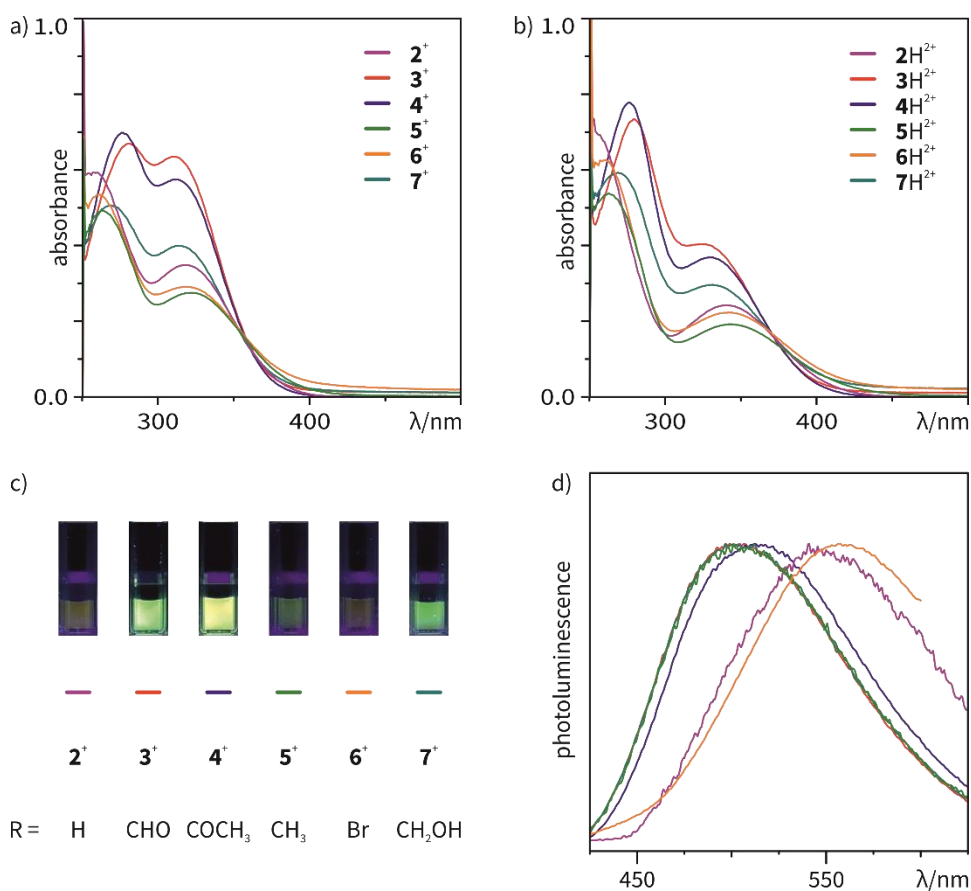 a)
1.0
absorbance
0.0
300
400
λ/nm
2⁺
3⁺
4⁺
5⁺
6⁺
7⁺
b)
1.0
absorbance
0.0
300
400
λ/nm
2H²⁺
3H²⁺
4H²⁺
5H²⁺
6H²⁺
7H²⁺
c)
2⁺ 3⁺ 4⁺ 5⁺ 6⁺ 7⁺
R = H CHO COCH₃ CH₃ Br CH₂OH
d)
photoluminescence
450
550
λ/nm